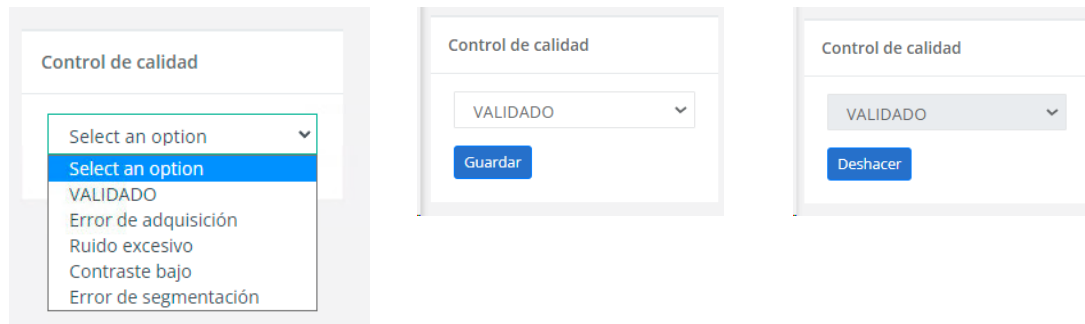 Control de calidad
Select an option
Select an option
VALIDADO
Error de adquisición
Ruido excesivo
Contraste bajo
Error de segmentación
Control de calidad
VALIDADO
Guardar
Control de calidad
VALIDADO
Deshacer